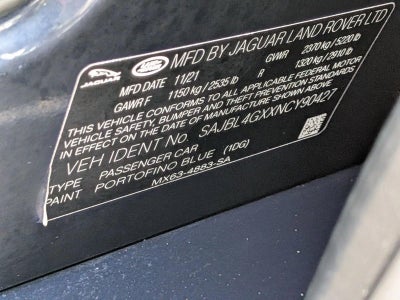 JAGUAR
LAND ROVER
MFD BY JAGUAR LAND ROVER LTD
MFD DATE 11/21 GVWR 2370 kg / 5220 lb
GAWR F 1150 kg / 2535 lb R 1320 kg / 2910 lb
THIS VEHICLE CONFORMS TO ALL APPLICABLE FEDERAL MOTOR
VEHICLE SAFETY, BUMPER AND THEFT PREVENTION STANDARDS
IN EFFECT ON THE DATE OF MANUFACTURE SHOWN ABOVE
VEH IDENT No. SAJBL4GXXNCY90427
TYPE PASSENGER CAR
PAINT PORTOFINO BLUE (1DG)
MX63-4883-SA